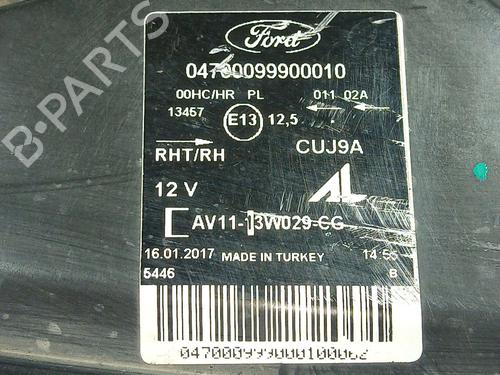 Ford
04700099900010
00HC/HR PL 011 02A
13457 E13 12,5
RHT/RH CUJ9A
12 V AL
AV11-13W029-CG
16.01.2017 MADE IN TURKEY 14:55
5446 B
047000999000100062
B-PARTS